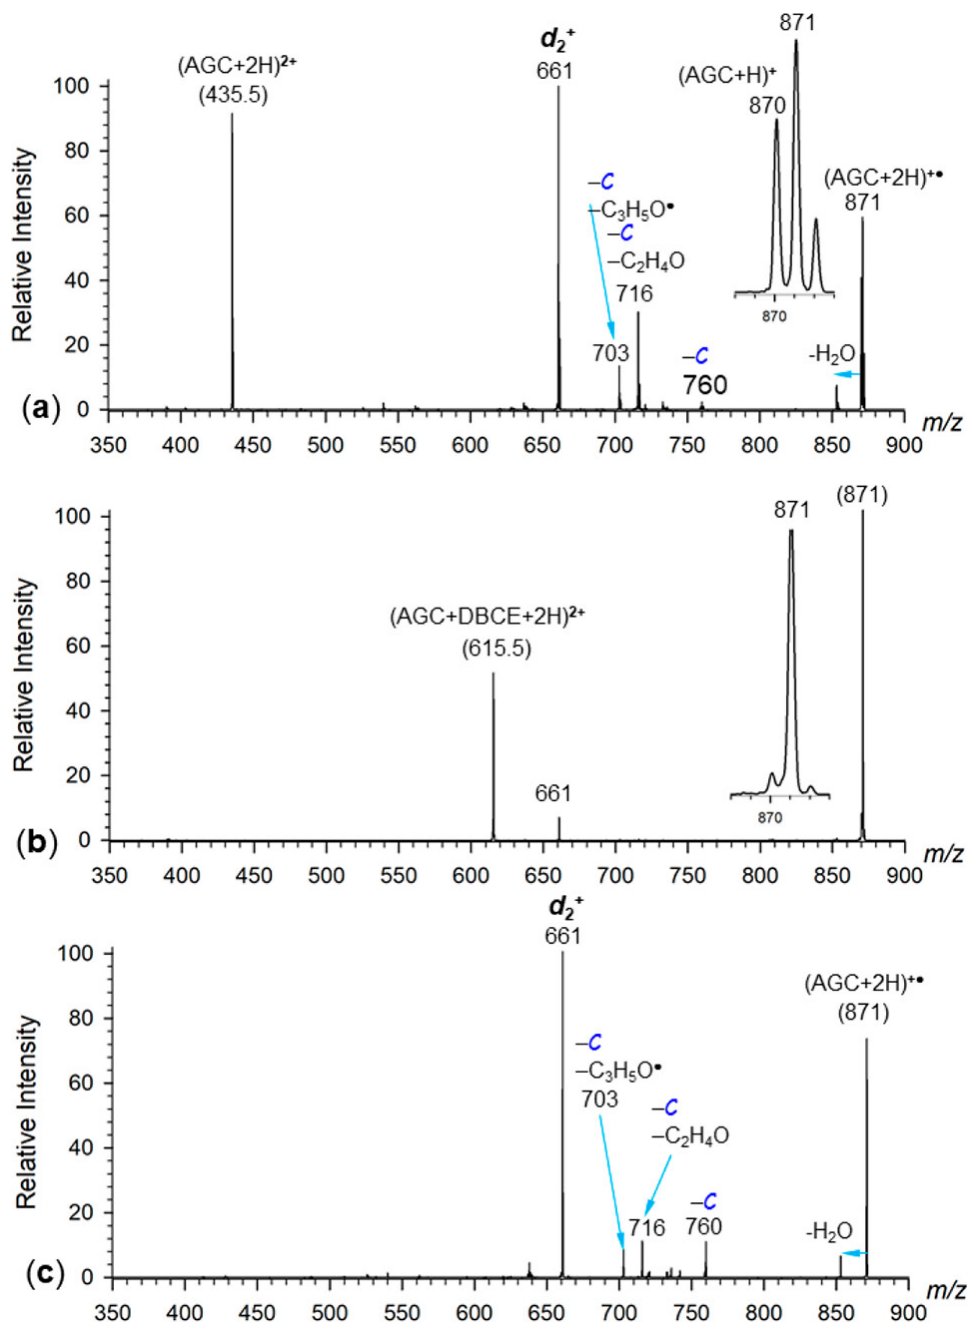 (AGC+2H)²⁺
(435.5)
d₂⁺
661
–C
–C₃H₅O•
–C
–C₂H₄O
716
703
–C
760
(AGC+H)⁺
870
871
870
(AGC+2H)⁺•
871
-H₂O
Relative Intensity
100
80
60
40
20
0
(a)
350 400 450 500 550 600 650 700 750 800 850 900
m/z
(AGC+DBCE+2H)²⁺
(615.5)
661
871
870
(871)
Relative Intensity
100
80
60
40
20
0
(b)
350 400 450 500 550 600 650 700 750 800 850 900
m/z
d₂⁺
661
–C
–C₃H₅O•
703
–C
–C₂H₄O
716
–C
760
(AGC+2H)⁺•
(871)
-H₂O
Relative Intensity
100
80
60
40
20
0
(c)
350 400 450 500 550 600 650 700 750 800 850 900
m/z